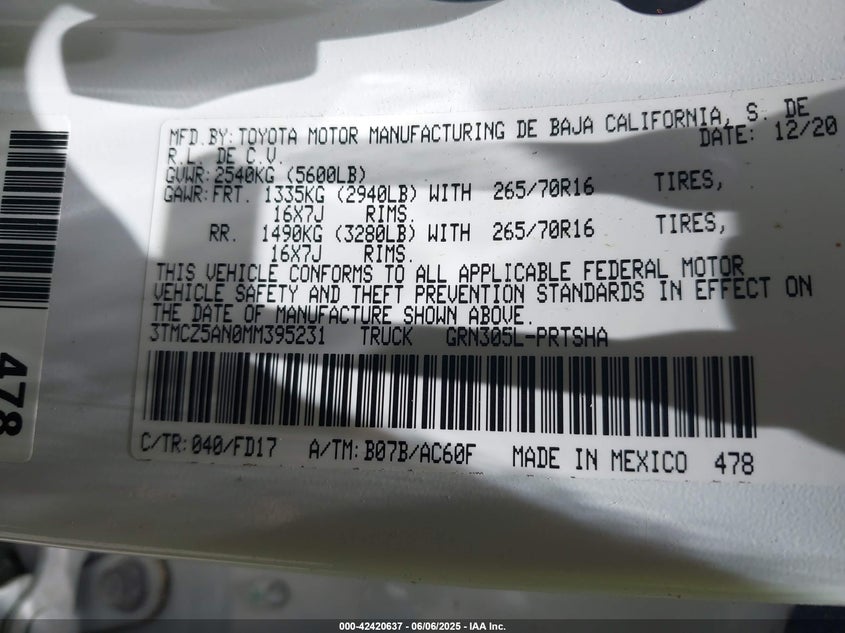 MFD.BY:TOYOTA MOTOR MANUFACTURING DE BAJA CALIFORNIA, S. DE
R.L. DE C.V. DATE: 12/20
GVWR:2540KG (5600LB)
GAWR:FRT. 1335KG (2940LB) WITH 265/70R16 TIRES,
16X7J RIMS.
RR. 1490KG (3280LB) WITH 265/70R16 TIRES,
16X7J RIMS.
THIS VEHICLE CONFORMS TO ALL APPLICABLE FEDERAL MOTOR
VEHICLE SAFETY AND THEFT PREVENTION STANDARDS IN EFFECT ON
THE DATE OF MANUFACTURE SHOWN ABOVE.
3TMCZ5AN0MM395231 TRUCK GRN305L-PRTSHA
C/TR:040/FD17 A/TM:B07B/AC60F MADE IN MEXICO 478
478
000-42420637 - 06/06/2025 - IAA Inc.